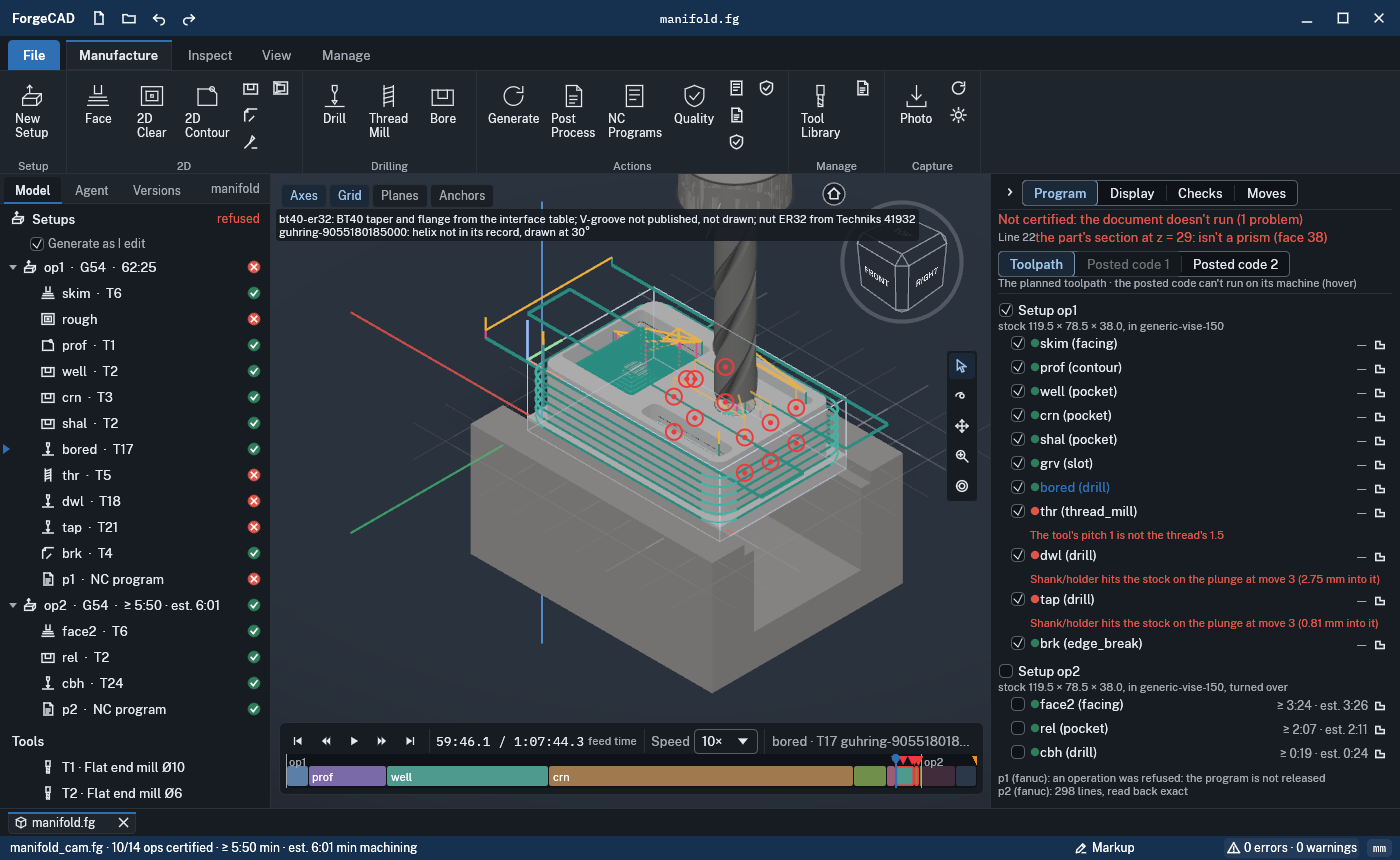 ForgeCAD
manifold.fg
File
Manufacture
Inspect
View
Manage
New Setup
Face
2D Clear
2D Contour
Drill
Thread Mill
Bore
Generate
Post Process
NC Programs
Quality
Tool Library
Photo
Setup
2D
Drilling
Actions
Manage
Capture
Model
Agent
Versions
manifold
Setups
refused
Generate as I edit
op1 · G54 · 62:25
skim · T6
rough
prof · T1
well · T2
crn · T3
shal · T2
bored · T17
thr · T5
dwl · T18
tap · T21
brk · T4
p1 · NC program
op2 · G54 · ≥ 5:50 · est. 6:01
face2 · T6
rel · T2
cbh · T24
p2 · NC program
Tools
T1 · Flat end mill Ø10
T2 · Flat end mill Ø6
Axes
Grid
Planes
Anchors
bt40-er32: BT40 taper and flange from the interface table; V-groove not published, not drawn; nut ER32 from Techniks 41932
guhring-9055180185000: helix not in its record, drawn at 30°
FRONT
RIGHT
59:46.1 / 1:07:44.3 feed time
Speed
10×
bored · T17 guhring-905518018...
op1
op2
prof
well
crn
Program
Display
Checks
Moves
Not certified: the document doesn't run (1 problem)
Line 22the part's section at z = 29: isn't a prism (face 38)
Toolpath
Posted code 1
Posted code 2
The planned toolpath · the posted code can't run on its machine (hover)
Setup op1
stock 119.5 × 78.5 × 38.0, in generic-vise-150
skim (facing) —
prof (contour) —
well (pocket) —
crn (pocket) —
shal (pocket) —
grv (slot) —
bored (drill) —
thr (thread_mill) —
The tool's pitch 1 is not the thread's 1.5
dwl (drill) —
Shank/holder hits the stock on the plunge at move 3 (2.75 mm into it)
tap (drill) —
Shank/holder hits the stock on the plunge at move 3 (0.81 mm into it)
brk (edge_break) —
Setup op2
stock 119.5 × 78.5 × 38.0, in generic-vise-150, turned over
face2 (facing) ≥ 3:24 · est. 3:26
rel (pocket) ≥ 2:07 · est. 2:11
cbh (drill) ≥ 0:19 · est. 0:24
p1 (fanuc): an operation was refused: the program is not released
p2 (fanuc): 298 lines, read back exact
manifold.fg
manifold_cam.fg · 10/14 ops certified · ≥ 5:50 min · est. 6:01 min machining
Markup
0 errors · 0 warnings
mm